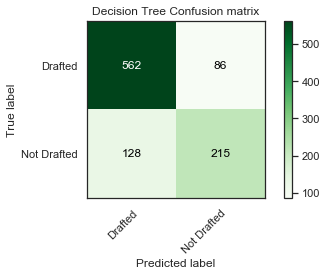 Decision Tree Confusion matrix
True label
Drafted
562
86
Not Drafted
128
215
Drafted
Not Drafted
Predicted label
500
400
300
200
100